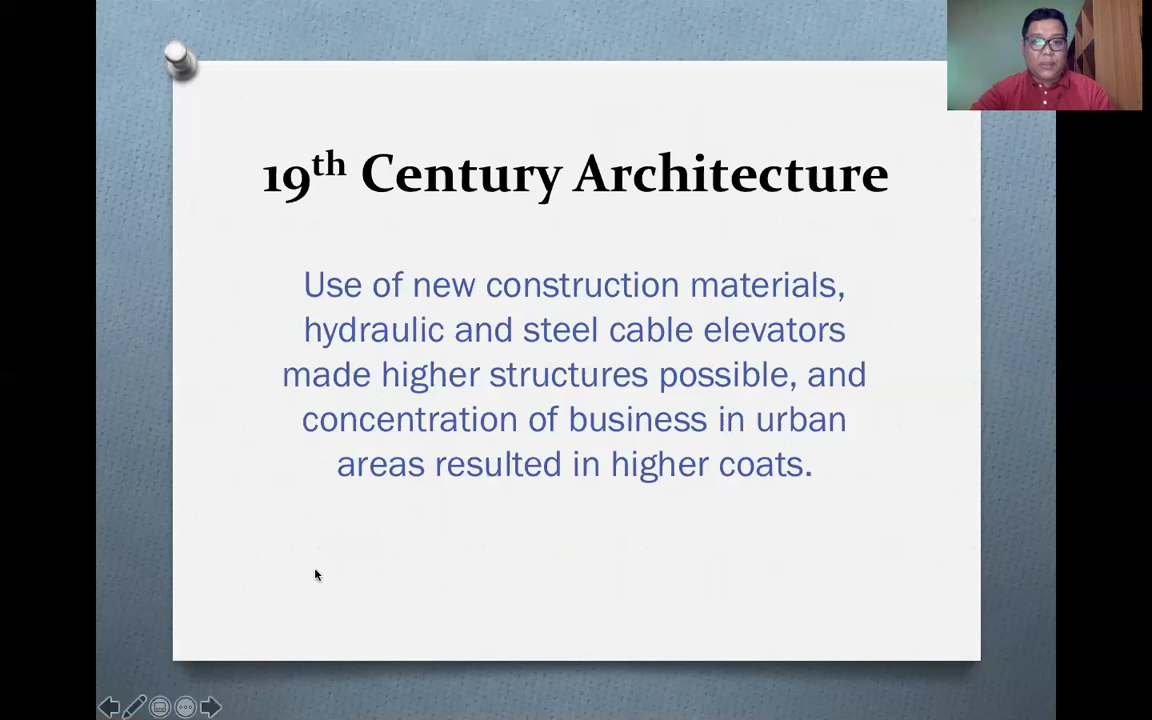 19th Century Architecture
Use of new construction materials,
hydraulic and steel cable elevators
made higher structures possible, and
concentration of business in urban
areas resulted in higher coats.